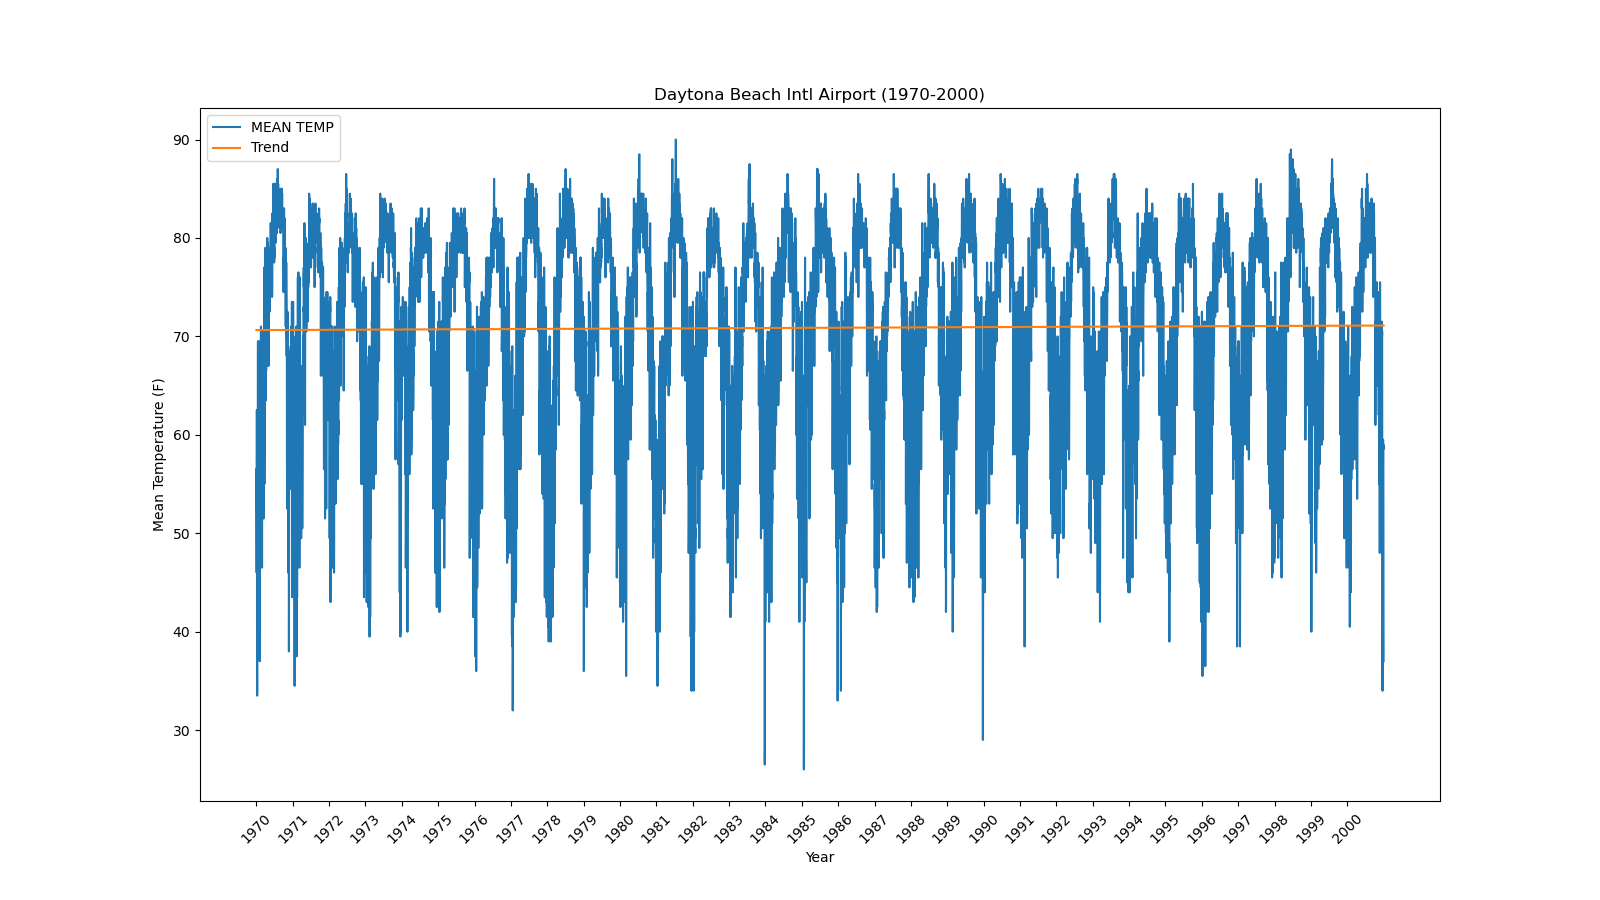 Daytona Beach Intl Airport (1970-2000)
MEAN TEMP
Trend
90
80
70
60
50
40
30
Mean Temperature (F)
1970 1971 1972 1973 1974 1975 1976 1977 1978 1979 1980 1981 1982 1983 1984 1985 1986 1987 1988 1989 1990 1991 1992 1993 1994 1995 1996 1997 1998 1999 2000
Year